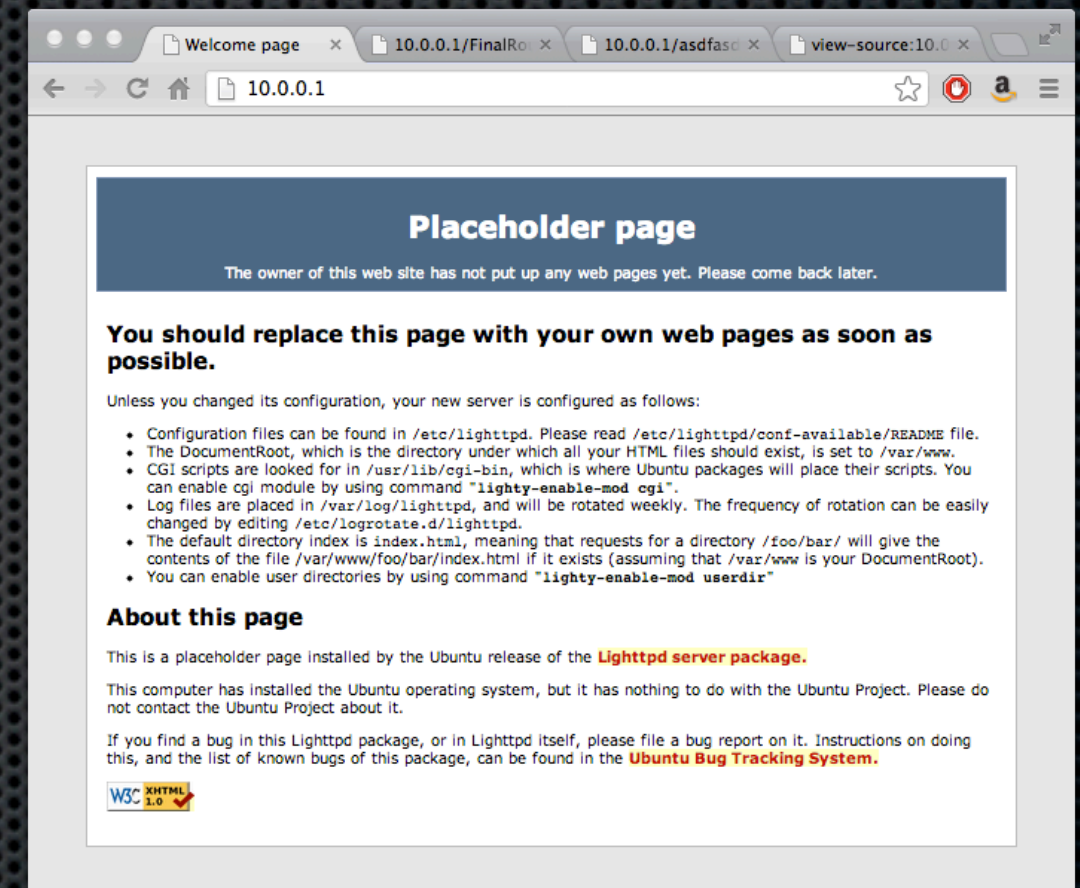 Welcome page
10.0.0.1/FinalRo
10.0.0.1/asdfasd
view-source:10.0
10.0.0.1
Placeholder page
The owner of this web site has not put up any web pages yet. Please come back later.
You should replace this page with your own web pages as soon as
possible.
Unless you changed its configuration, your new server is configured as follows:
• Configuration files can be found in /etc/lighttpd. Please read /etc/lighttpd/conf-available/README file.
• The DocumentRoot, which is the directory under which all your HTML files should exist, is set to /var/www.
• CGI scripts are looked for in /usr/lib/cgi-bin, which is where Ubuntu packages will place their scripts. You
can enable cgi module by using command "lighty-enable-mod cgi".
• Log files are placed in /var/log/lighttpd, and will be rotated weekly. The frequency of rotation can be easily
changed by editing /etc/logrotate.d/lighttpd.
• The default directory index is index.html, meaning that requests for a directory /foo/bar/ will give the
contents of the file /var/www/foo/bar/index.html if it exists (assuming that /var/www is your DocumentRoot).
• You can enable user directories by using command "lighty-enable-mod userdir"
About this page
This is a placeholder page installed by the Ubuntu release of the Lighttpd server package.
This computer has installed the Ubuntu operating system, but it has nothing to do with the Ubuntu Project. Please do
not contact the Ubuntu Project about it.
If you find a bug in this Lighttpd package, or in Lighttpd itself, please file a bug report on it. Instructions on doing
this, and the list of known bugs of this package, can be found in the Ubuntu Bug Tracking System.
W3C XHTML
1.0